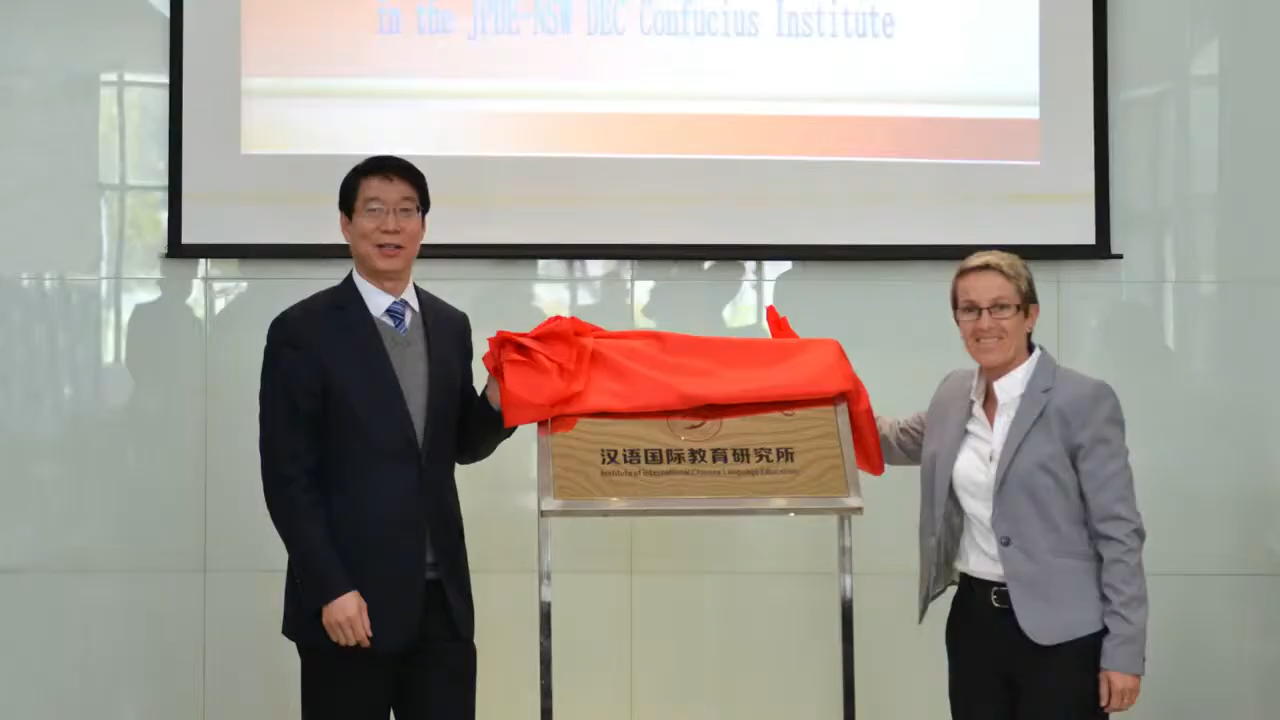 in the JPDE-NSW DEC Confucius Institute
汉语国际教育研究所
Institute of International Chinese Language Education